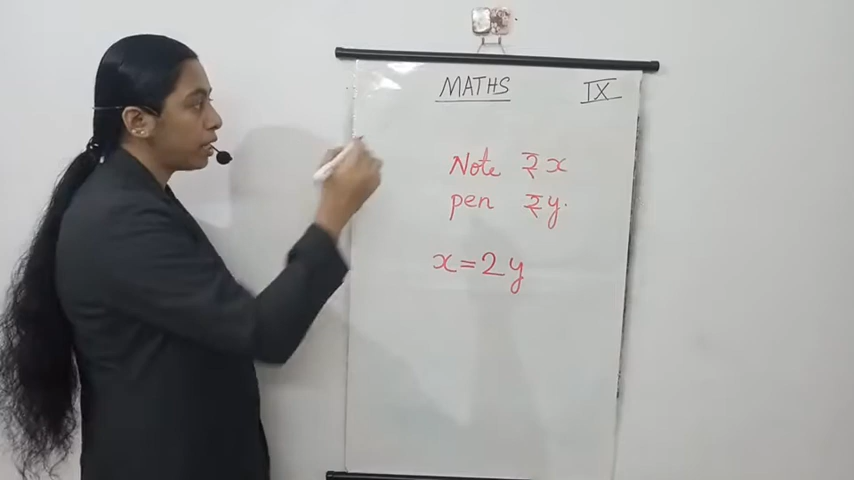 MATHS IX
Note ₹ x
pen ₹ y.
x = 2y